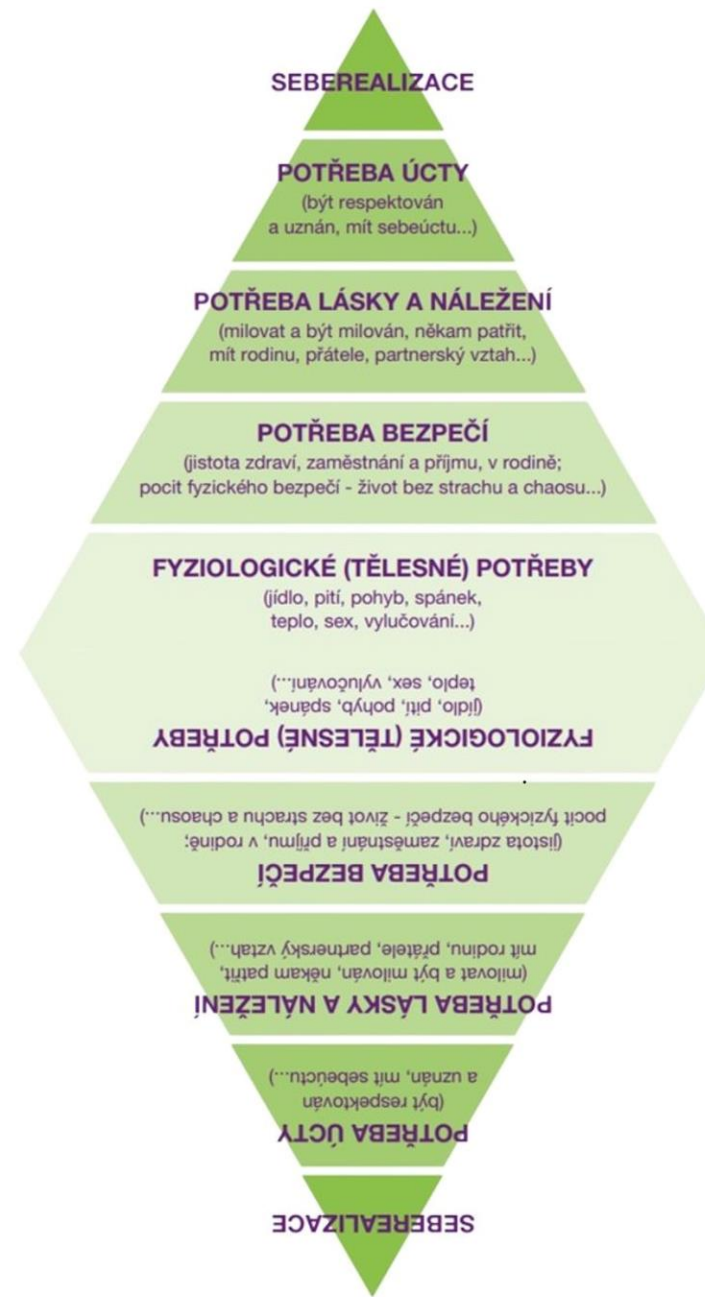 SEBEREALIZACE
POTŘEBA ÚCTY
(být respektován
a uznán, mít sebeúctu...)
POTŘEBA LÁSKY A NÁLEŽENÍ
(milovat a být milován, někam patřit,
mít rodinu, přátele, partnerský vztah...)
POTŘEBA BEZPEČÍ
(jistota zdraví, zaměstnání a příjmu, v rodině;
pocit fyzického bezpečí - život bez strachu a chaosu...)
FYZIOLOGICKÉ (TĚLESNÉ) POTŘEBY
(jídlo, pití, pohyb, spánek,
teplo, sex, vylučování...)
teplo, sex, vylučování...)
(jídlo, pití, pohyb, spánek,
FYZIOLOGICKÉ (TĚLESNÉ) POTŘEBY
pocit fyzického bezpečí - život bez strachu a chaosu...)
(jistota zdraví, zaměstnání a příjmu, v rodině;
POTŘEBA BEZPEČÍ
mít rodinu, přátele, partnerský vztah...)
(milovat a být milován, někam patřit,
POTŘEBA LÁSKY A NÁLEŽENÍ
a uznán, mít sebeúctu...)
(být respektován
POTŘEBA ÚCTY
SEBEREALIZACE